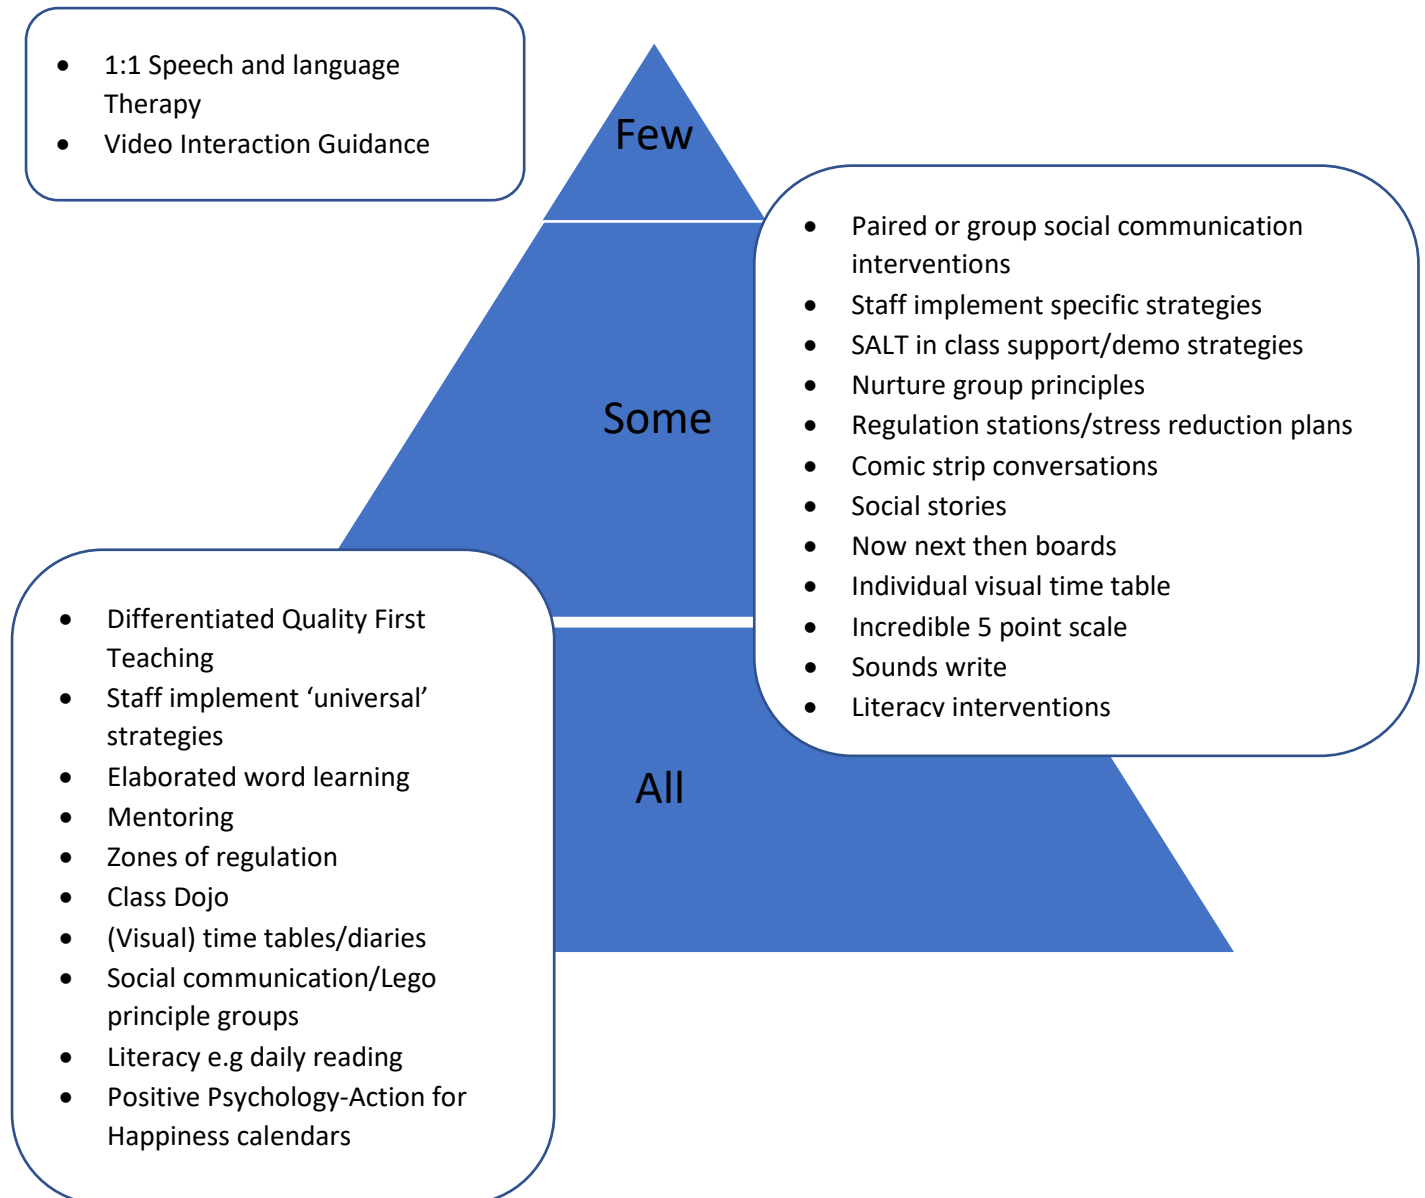 • 1:1 Speech and language
Therapy
• Video Interaction Guidance
Few
• Paired or group social communication
interventions
• Staff implement specific strategies
• SALT in class support/demo strategies
• Nurture group principles
• Regulation stations/stress reduction plans
• Comic strip conversations
• Social stories
• Now next then boards
• Individual visual time table
• Incredible 5 point scale
• Sounds write
• Literacy interventions
Some
• Differentiated Quality First
Teaching
• Staff implement ‘universal’
strategies
• Elaborated word learning
• Mentoring
• Zones of regulation
• Class Dojo
• (Visual) time tables/diaries
• Social communication/Lego
principle groups
• Literacy e.g daily reading
• Positive Psychology-Action for
Happiness calendars
All